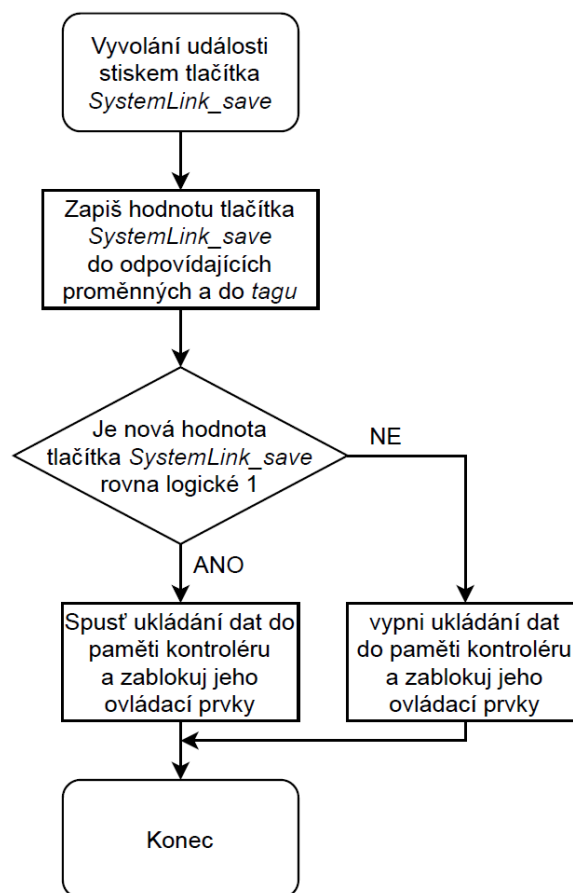 Vyvolání události
stiskem tlačítka
SystemLink_save
Zapiš hodnotu tlačítka
SystemLink_save
do odpovídajících
proměnných a do tagu
Je nová hodnota
tlačítka SystemLink_save
rovna logické 1
NE
ANO
Spusť ukládání dat do
paměti kontroléru
a zablokuj jeho
ovládací prvky
vypni ukládání dat
do paměti kontroléru
a zablokuj jeho
ovládací prvky
Konec